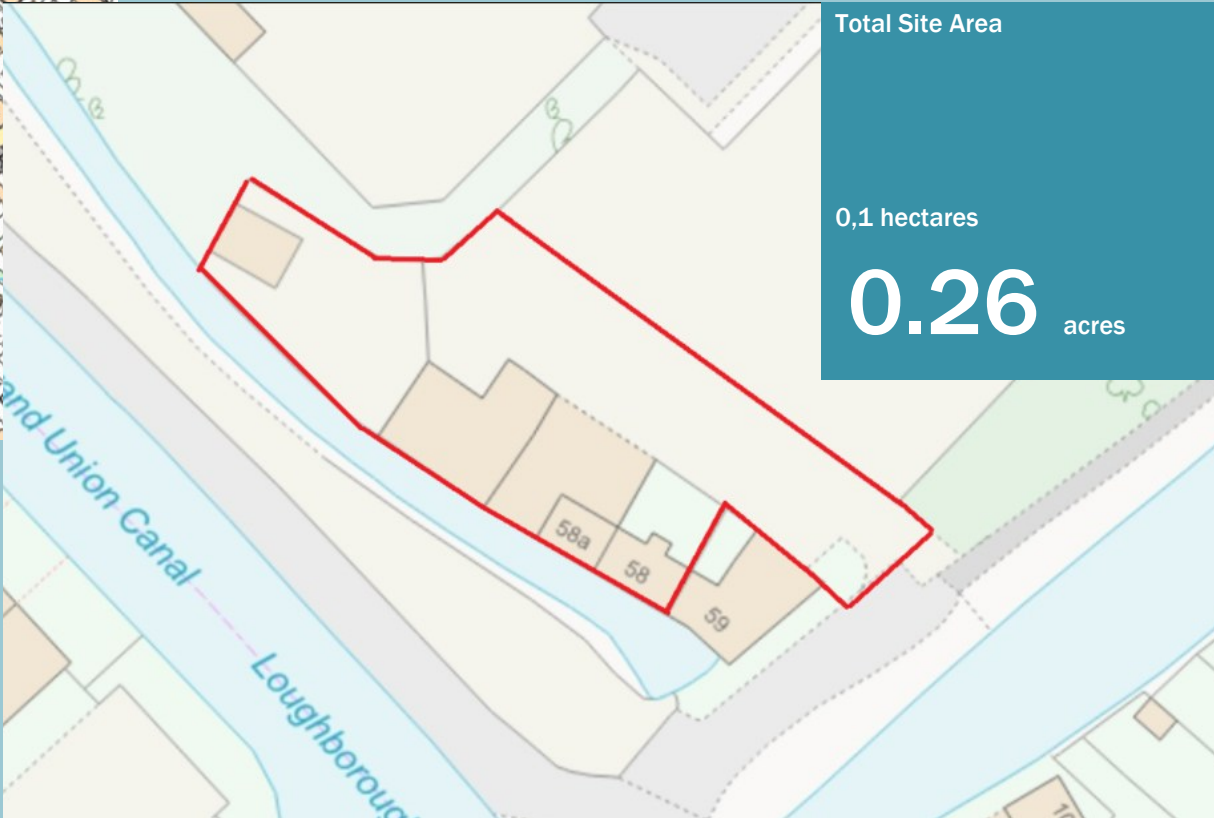 Total Site Area
0,1 hectares
0.26 acres
and Union Canal
Loughboroug
58a
58
59